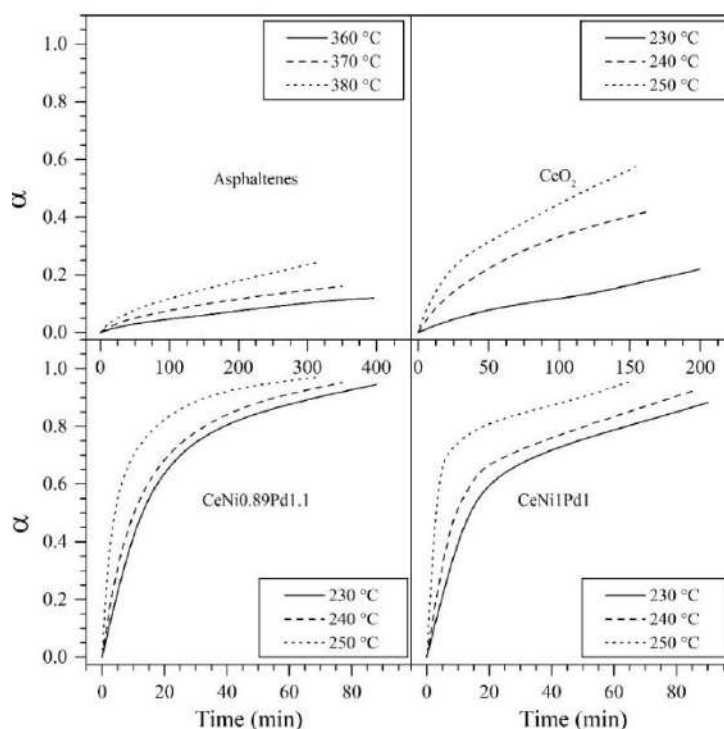 360 °C
370 °C
380 °C
Asphaltenes
α
1.0
0.8
0.6
0.4
0.2
0.0
0 100 200 300 400
230 °C
240 °C
250 °C
CeO₂
0 50 100 150 200
α
1.0
0.8
0.6
0.4
0.2
0.0
CeNi0.89Pd1.1
230 °C
240 °C
250 °C
0 20 40 60 80
Time (min)
CeNi1Pd1
230 °C
240 °C
250 °C
0 20 40 60 80
Time (min)